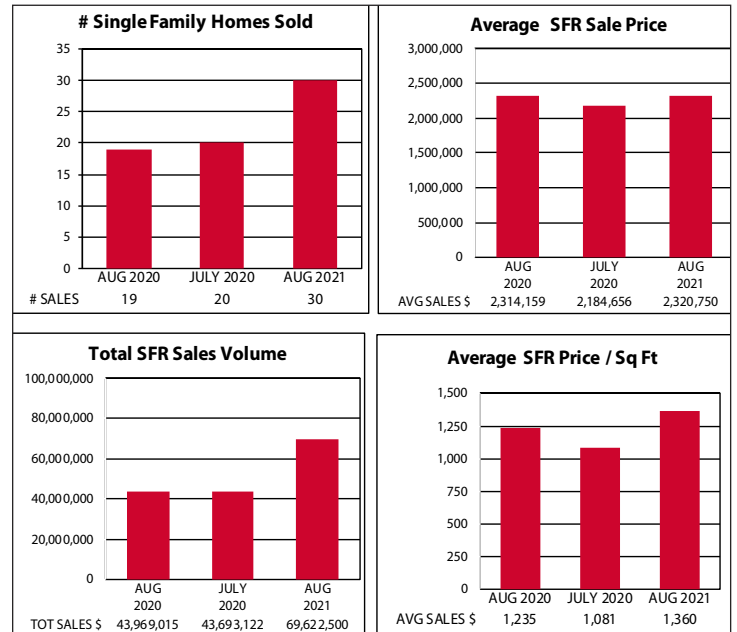 # Single Family Homes Sold
35
30
25
20
15
10
5
0
AUG 2020 JULY 2020 AUG 2021
# SALES 19 20 30
Average SFR Sale Price
3,000,000
2,500,000
2,000,000
1,500,000
1,000,000
500,000
0
AUG JULY AUG
2020 2020 2021
AVG SALES $ 2,314,159 2,184,656 2,320,750
Total SFR Sales Volume
100,000,000
80,000,000
60,000,000
40,000,000
20,000,000
0
AUG JULY AUG
2020 2020 2021
TOT SALES $ 43,969,015 43,693,122 69,622,500
Average SFR Price / Sq Ft
1,500
1,250
1,000
750
500
250
0
AUG 2020 JULY 2020 AUG 2021
AVG SALES $ 1,235 1,081 1,360